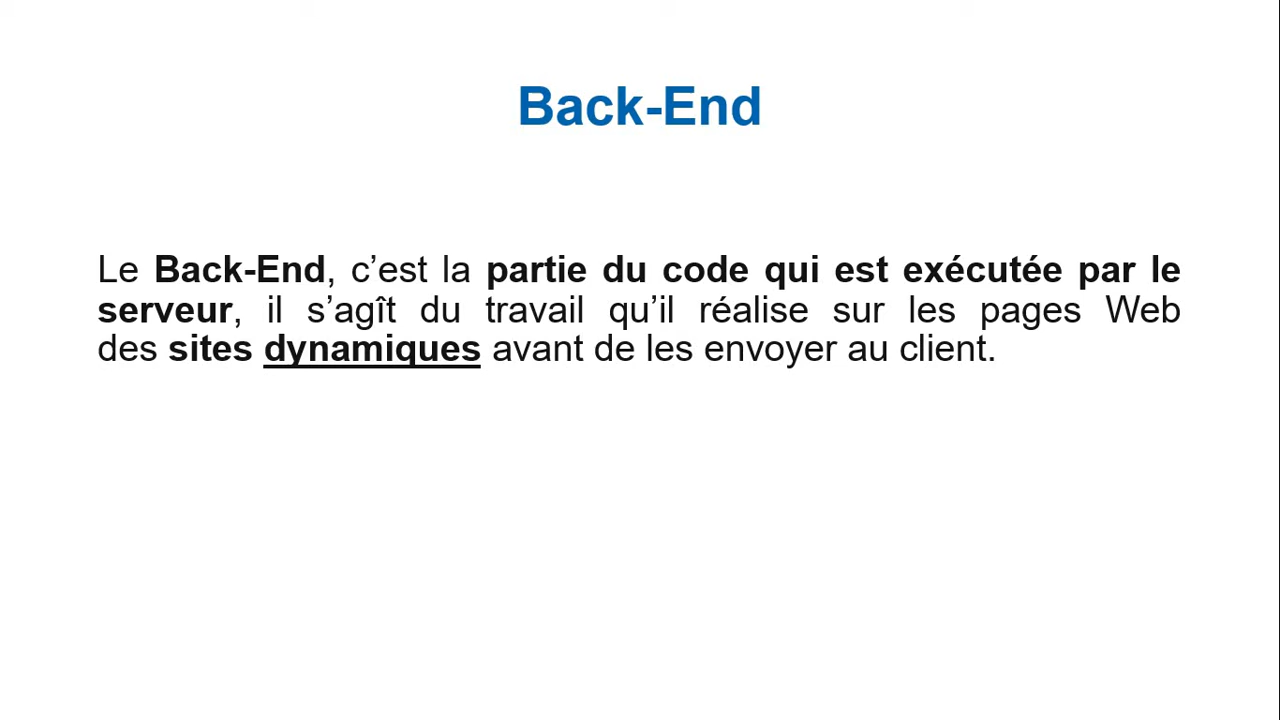 Back-End
Le Back-End, c’est la partie du code qui est exécutée par le
serveur, il s’agît du travail qu’il réalise sur les pages Web
des sites dynamiques avant de les envoyer au client.